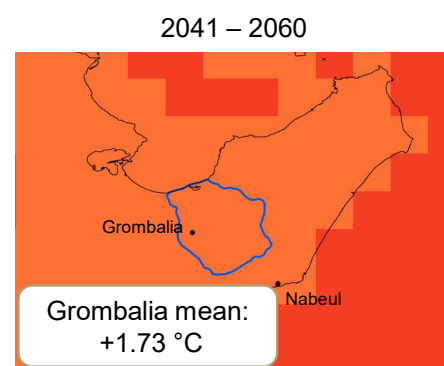 2041 – 2060
Grombalia
Nabeul
Grombalia mean:
+1.73 °C